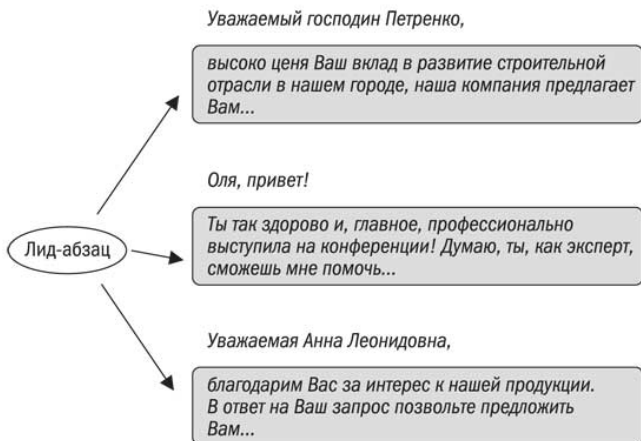 Уважаемый господин Петренко,
высоко ценя Ваш вклад в развитие строительной
отрасли в нашем городе, наша компания предлагает
Вам...
Оля, привет!
Ты так здорово и, главное, профессионально
выступила на конференции! Думаю, ты, как эксперт,
сможешь мне помочь...
Лид-абзац
Уважаемая Анна Леонидовна,
благодарим Вас за интерес к нашей продукции.
В ответ на Ваш запрос позвольте предложить
Вам...